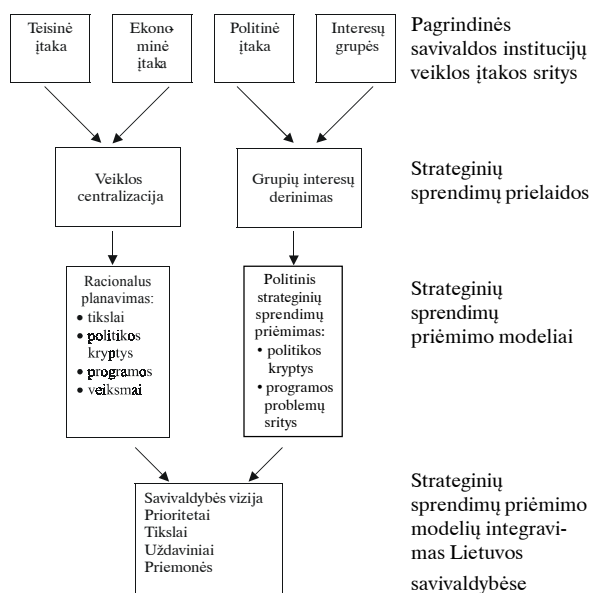 Teisinė
įtaka
Ekono-
minė
įtaka
Politinė
įtaka
Interesų
grupės
Pagrindinės
savivaldos institucijų
veiklos įtakos sritys
Veiklos
centralizacija
Grupių interesų
derinimas
Strateginių
sprendimų prielaidos
Racionalus
planavimas:
• tikslai
• politikos
kryptys
• programos
• veiksmai
Politinis
strateginių
sprendimų
priėmimas:
• politikos
kryptys
• programos
problemų
sritys
Strateginių
sprendimų
priėmimo modeliai
Savivaldybės vizija
Prioritetai
Tikslai
Uždaviniai
Priemonės
Strateginių
sprendimų priėmimo
modelių integravi-
mas Lietuvos
savivaldybėse